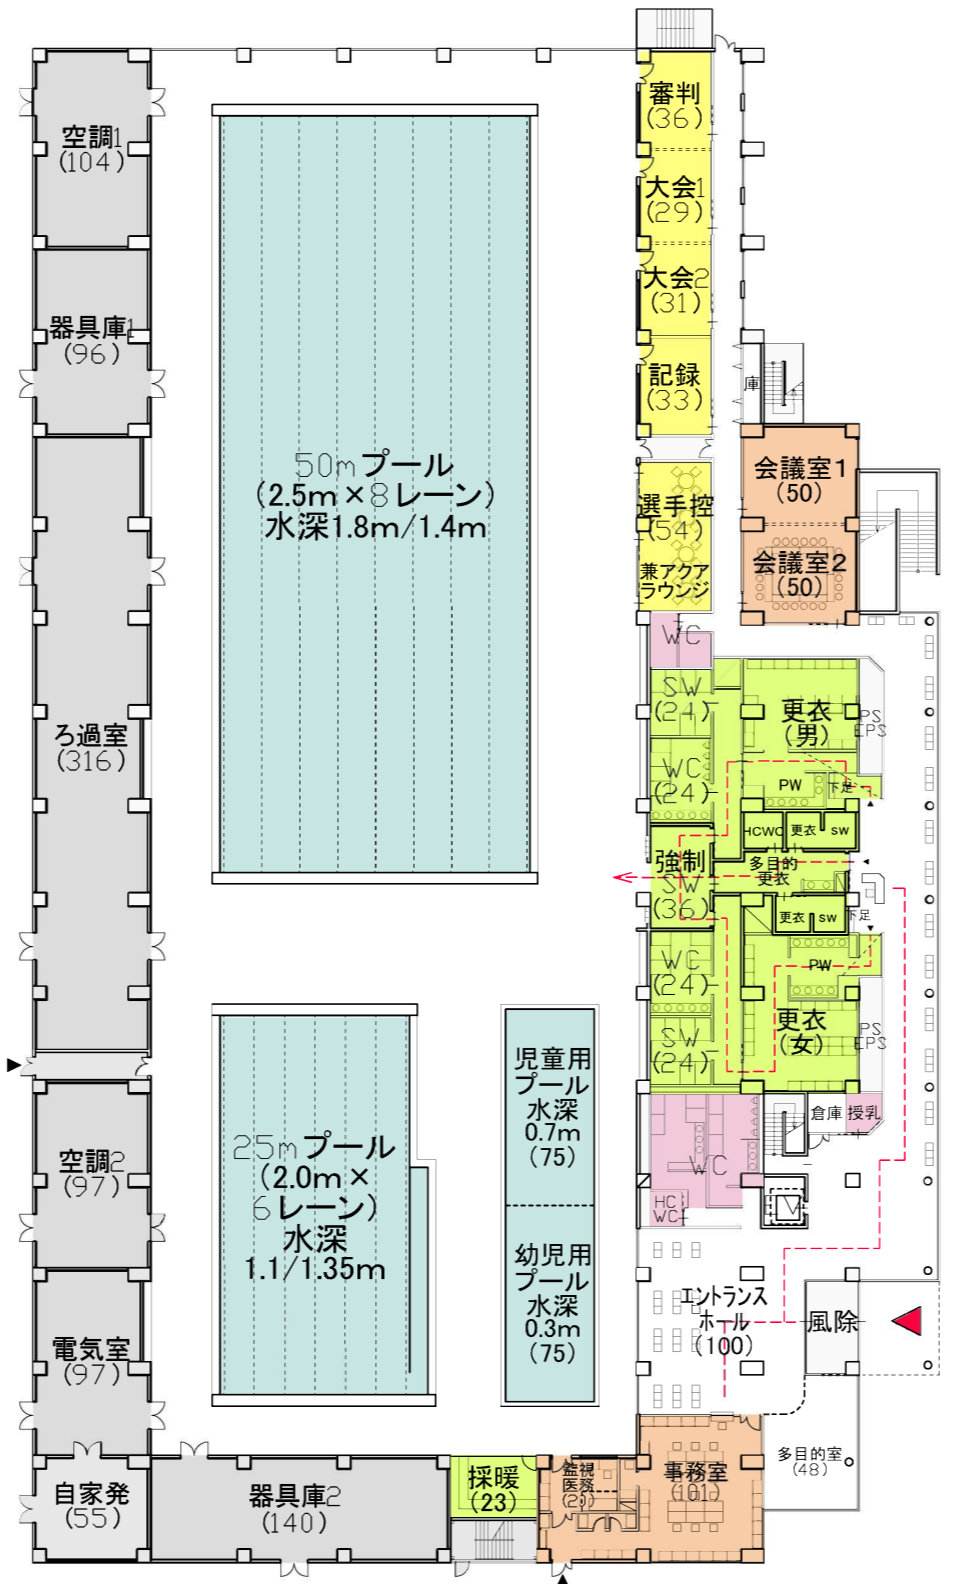 空調1
(104)
器具庫1
(96)
ろ過室
(316)
空調2
(97)
電気室
(97)
自家発
(55)
器具庫2
(140)
50mプール
(2.5m×8レーン)
水深1.8m/1.4m
25mプール
(2.0m×
6レーン)
水深
1.1/1.35m
児童用
プール
水深
0.7m
(75)
幼児用
プール
水深
0.3m
(75)
審判
(36)
大会1
(29)
大会2
(31)
記録
(33)
庫
選手控
(54)
兼アクア
ラウンジ
会議室1
(50)
会議室2
(50)
WC
SW
(24)
WC
(24)
更衣
(男)
PS
EPS
PW
下足
HCWC
更衣
sw
強制
SW
(36)
多目的
更衣
更衣
sw
下足
WC
(24)
PW
SW
(24)
更衣
(女)
PS
EPS
WC
HC
WC
倉庫
授乳
エントランス
ホール
(100)
風除
多目的室
(48)
事務室
(101)
監視
医務
採暖
(23)